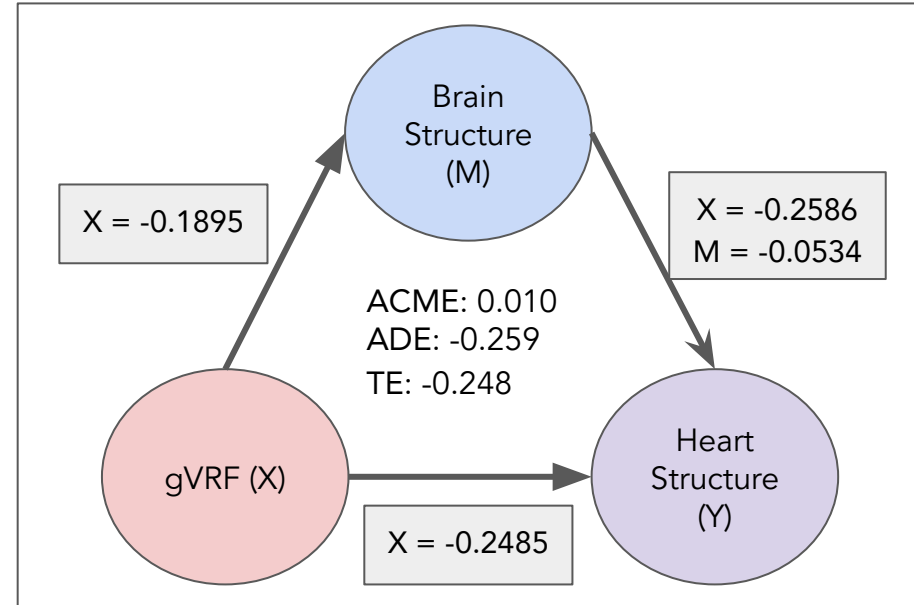 Brain
Structure
(M)
X = -0.1895
X = -0.2586
M = -0.0534
ACME: 0.010
ADE: -0.259
TE: -0.248
gVRF (X)
Heart
Structure
(Y)
X = -0.2485